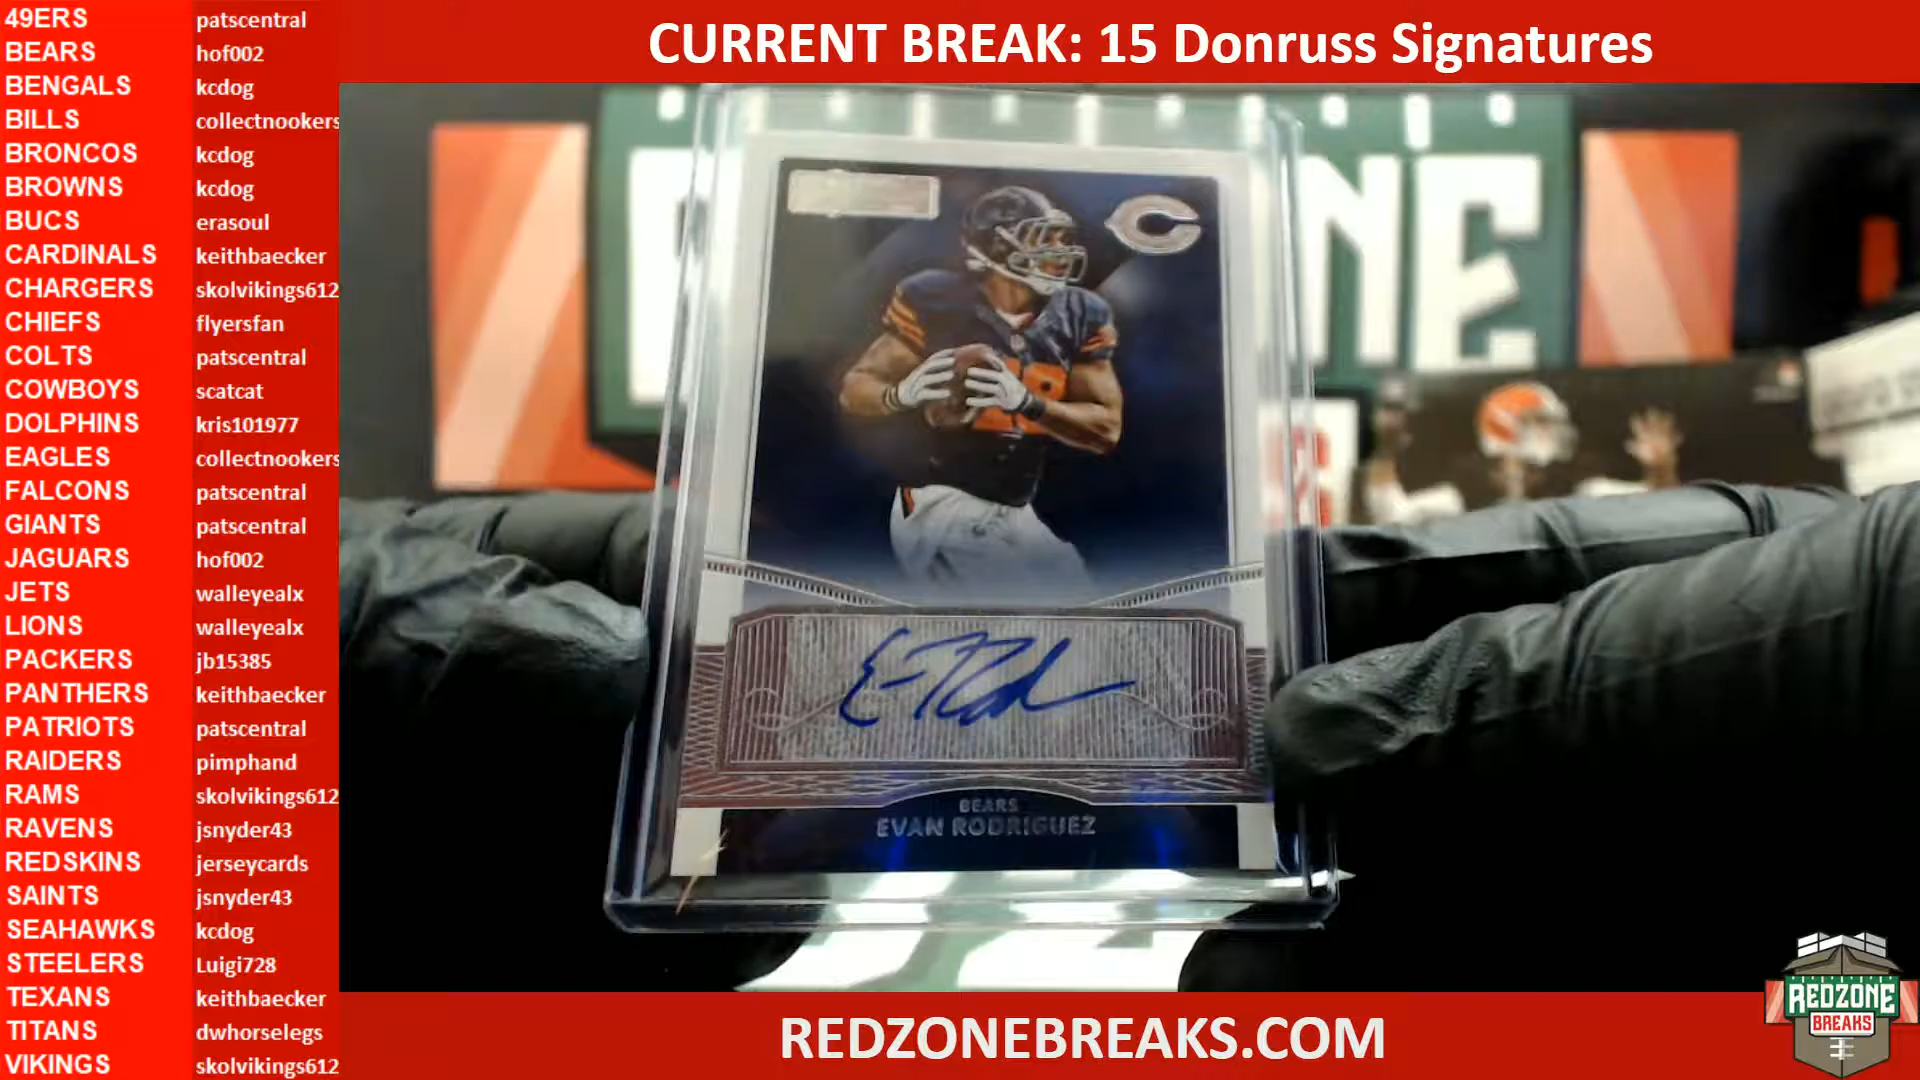 CURRENT BREAK: 15 Donruss Signatures
49ERS patscentral
BEARS hof002
BENGALS kcdog
BILLS collectnookers
BRONCOS kcdog
BROWNS kcdog
BUCS erasoul
CARDINALS keithbaecker
CHARGERS skolvikings612
CHIEFS flyersfan
COLTS patscentral
COWBOYS scatcat
DOLPHINS kris101977
EAGLES collectnookers
FALCONS patscentral
GIANTS patscentral
JAGUARS hof002
JETS walleyealx
LIONS walleyealx
PACKERS jb15385
PANTHERS keithbaecker
PATRIOTS patscentral
RAIDERS pimphand
RAMS skolvikings612
RAVENS jsnyder43
REDSKINS jerseycards
SAINTS jsnyder43
SEAHAWKS kcdog
STEELERS Luigi728
TEXANS keithbaecker
TITANS dwhorselegs
VIKINGS skolvikings612
NE
C
BEARS
EVAN RODRIGUEZ
REDZONEBREAKS.COM
REDZONE
BREAKS